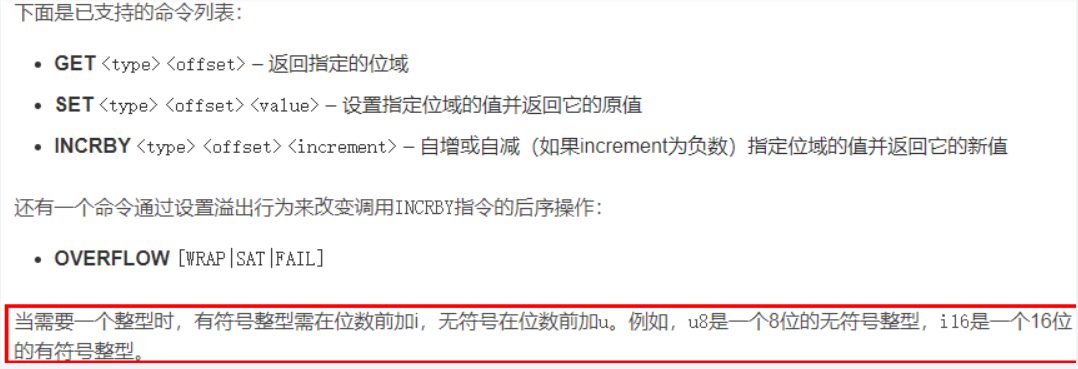 下面是已支持的命令列表：
• GET <type> <offset> – 返回指定的位域
• SET <type> <offset> <value> – 设置指定位域的值并返回它的原值
• INCRBY <type> <offset> <increment> – 自增或自减（如果increment为负数）指定位域的值并返回它的新值
还有一个命令通过设置溢出行为来改变调用INCRBY指令的后序操作：
• OVERFLOW [WRAP|SAT|FAIL]
当需要一个整型时，有符号整型需在位数前加i，无符号在位数前加u。例如，u8是一个8位的无符号整型，i16是一个16位
的有符号整型。